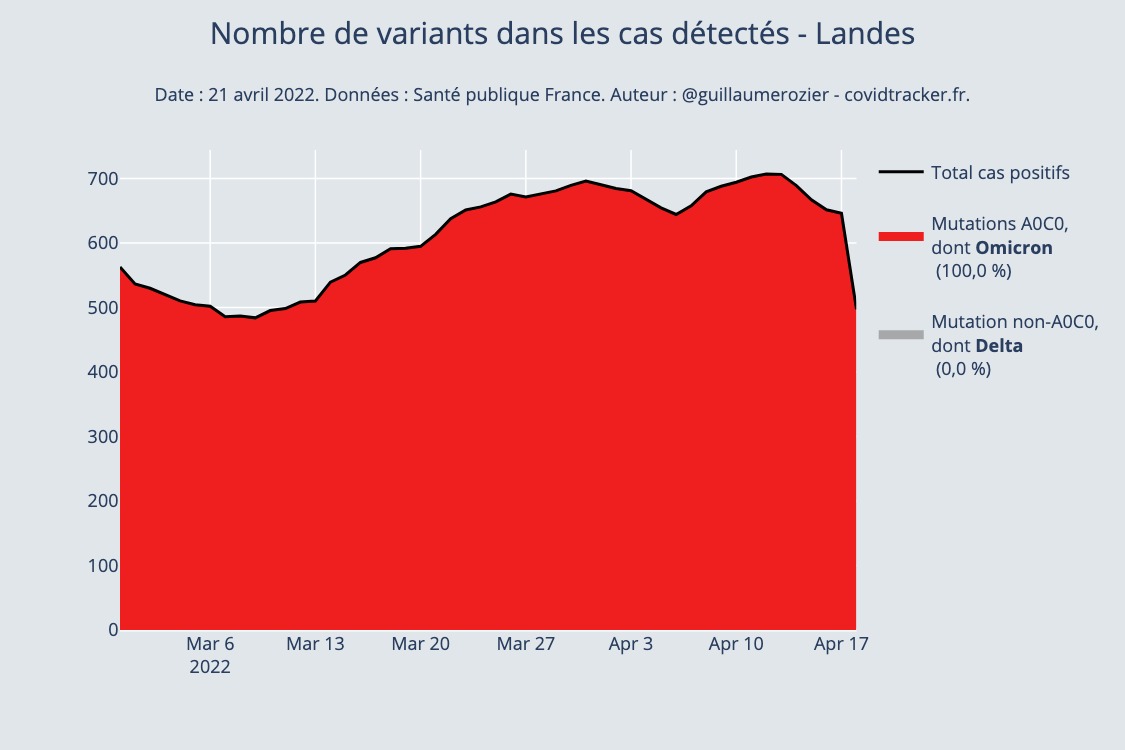 Nombre de variants dans les cas détectés - Landes
Date : 21 avril 2022. Données : Santé publique France. Auteur : @guillaumerozier - covidtracker.fr.
700
600
500
400
300
200
100
0
Mar 6
2022
Mar 13
Mar 20
Mar 27
Apr 3
Apr 10
Apr 17
Total cas positifs
Mutations A0C0,
dont Omicron
(100,0 %)
Mutation non-A0C0,
dont Delta
(0,0 %)